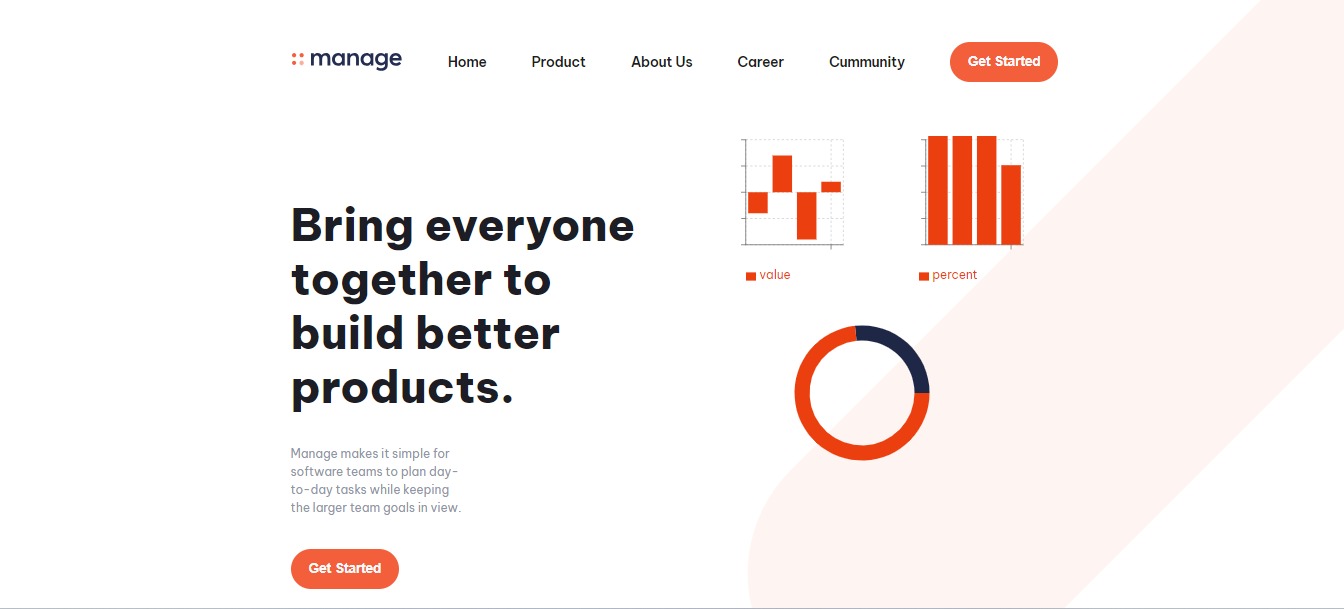 manage
Home
Product
About Us
Career
Cummunity
Get Started
Bring everyone
together to
build better
products.
Manage makes it simple for
software teams to plan day-
to-day tasks while keeping
the larger team goals in view.
Get Started
value
percent